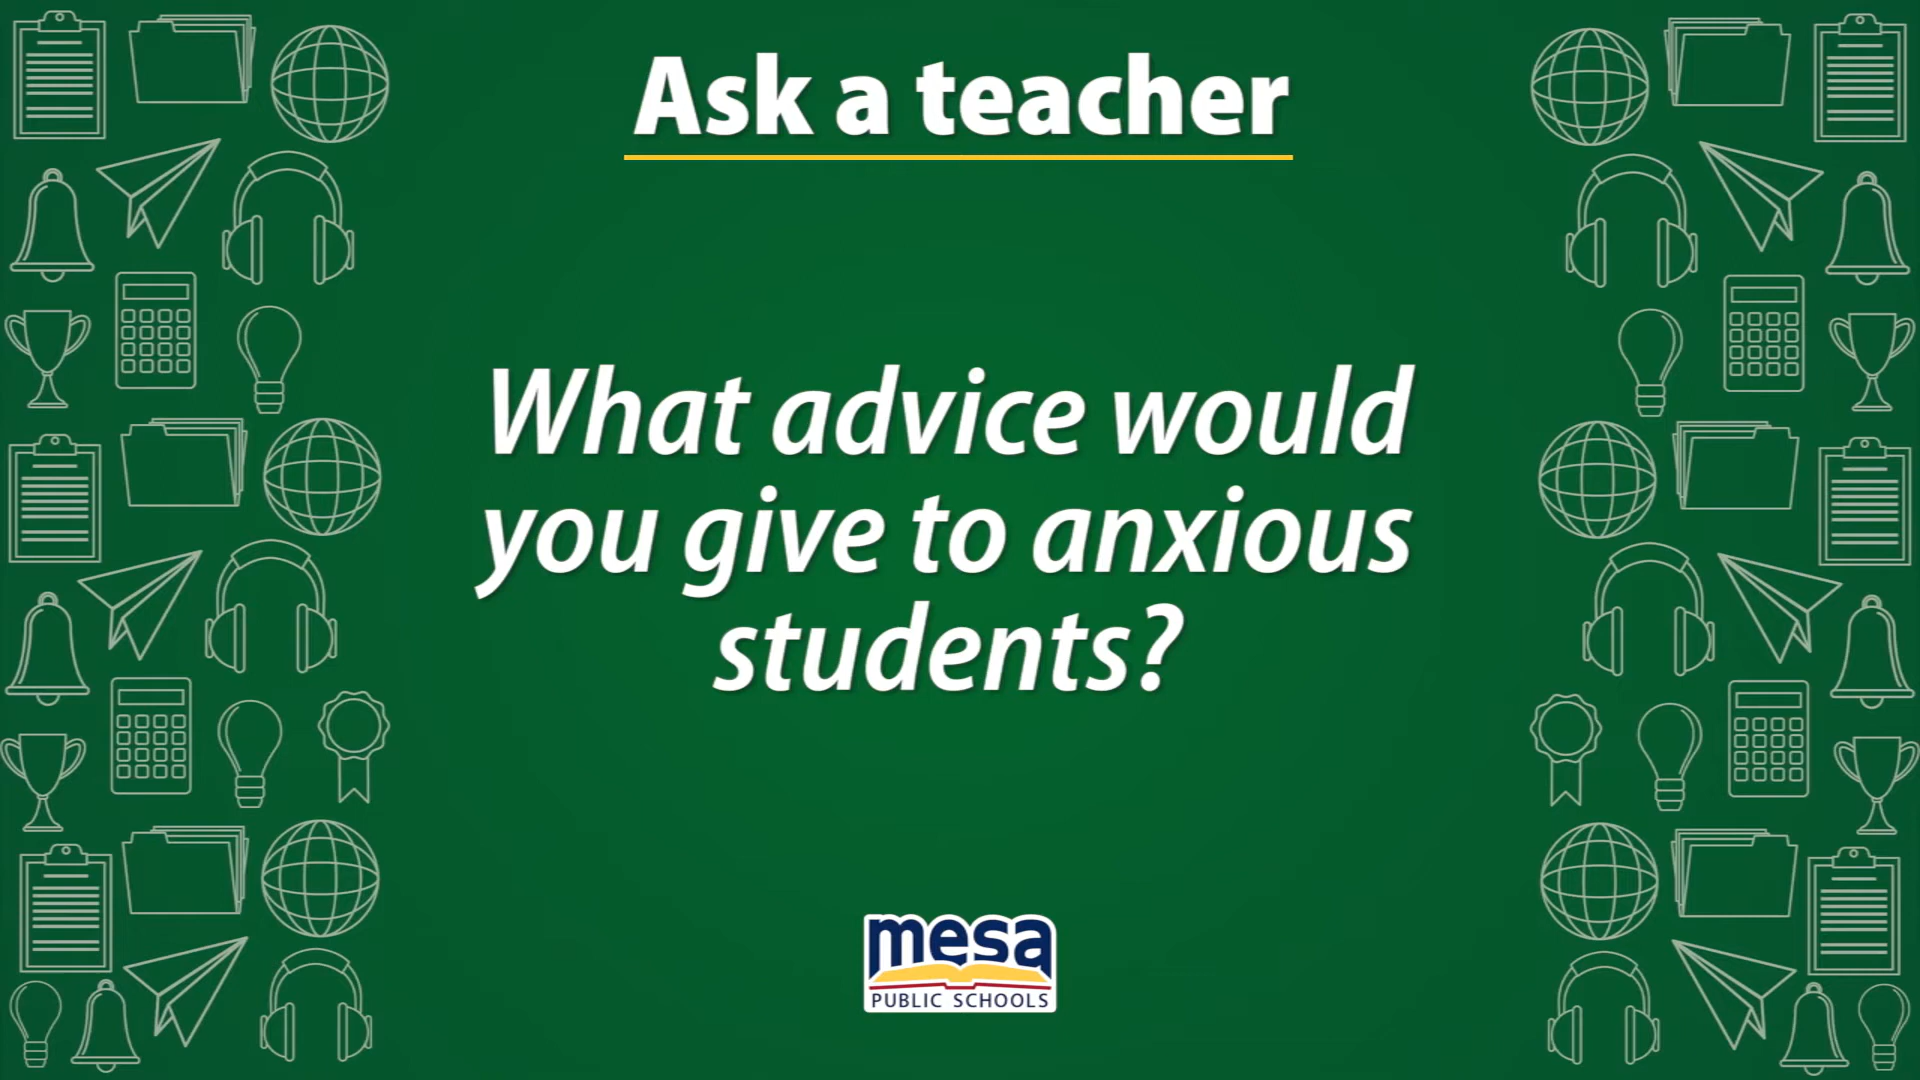 Ask a teacher
What advice would
you give to anxious
students?
mesa
PUBLIC SCHOOLS